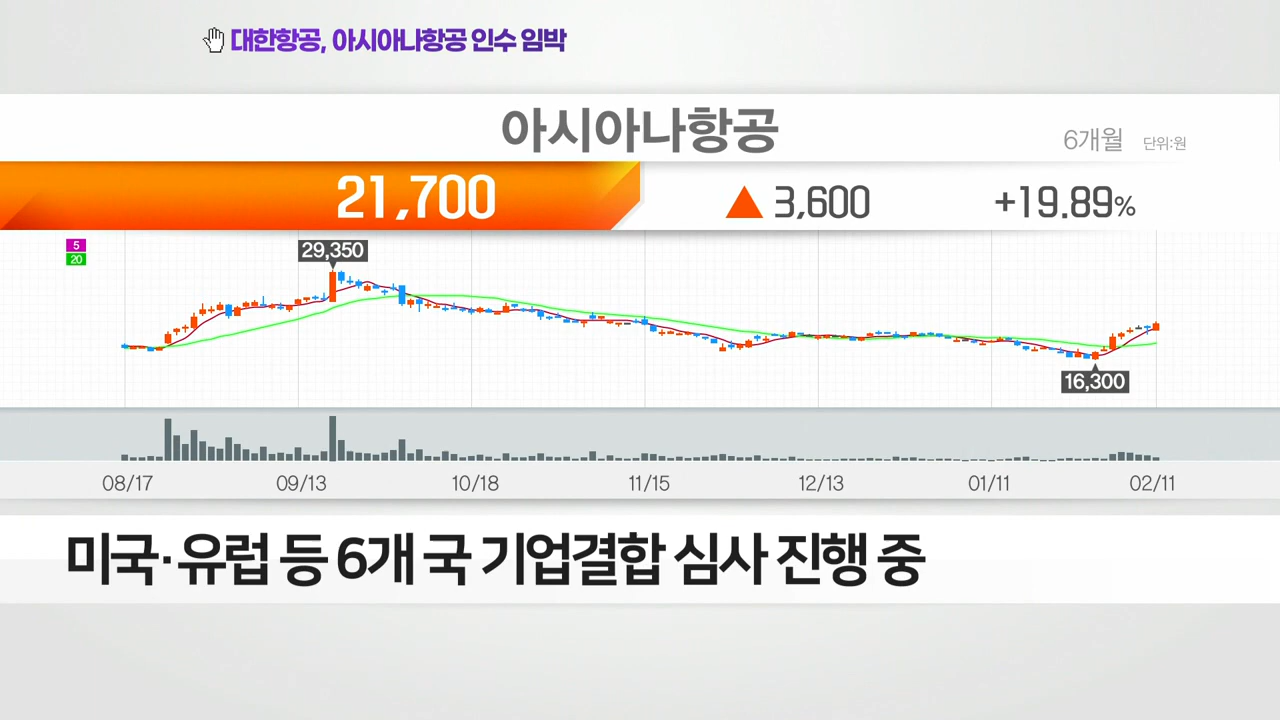 대한항공, 아시아나항공 인수 임박
아시아나항공
6개월 단위:원
21,700 ▲ 3,600 +19.89%
5
20
29,350
16,300
08/17 09/13 10/18 11/15 12/13 01/11 02/11
미국·유럽 등 6개 국 기업결합 심사 진행 중